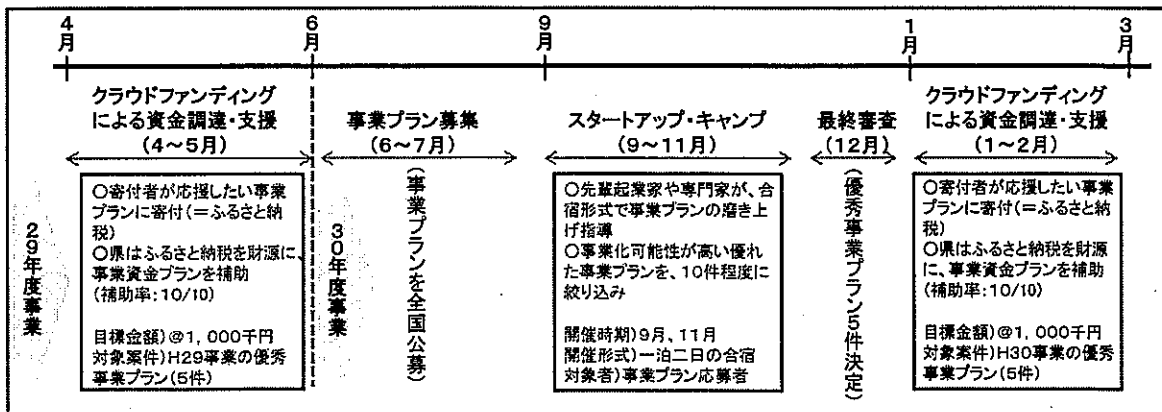 4月
6月
9月
1月
3月
クラウドファンディング
による資金調達・支援
(4～5月)
事業プラン募集
(6～7月)
スタートアップ・キャンプ
(9～11月)
最終審査
(12月)
クラウドファンディング
による資金調達・支援
(1～2月)
29年度事業
○寄付者が応援したい事業
プランに寄付(=ふるさと納
税)
○県はふるさと納税を財源に、
事業資金プランを補助
(補助率:10/10)
目標金額)@1,000千円
対象案件)H29事業の優秀
事業プラン(5件)
30年度事業
(事業プランを全国公募)
○先輩起業家や専門家が、合
宿形式で事業プランの磨き上
げ指導
○事業化可能性が高い優れ
た事業プランを、10件程度に
絞り込み
開催時期)9月、11月
開催形式)一泊二日の合宿
対象者)事業プラン応募者
(優秀事業プラン5件決定)
○寄付者が応援したい事業
プランに寄付(=ふるさと納
税)
○県はふるさと納税を財源
に、事業資金プランを補助
(補助率:10/10)
目標金額)@1,000千円
対象案件)H30事業の優秀
事業プラン(5件)